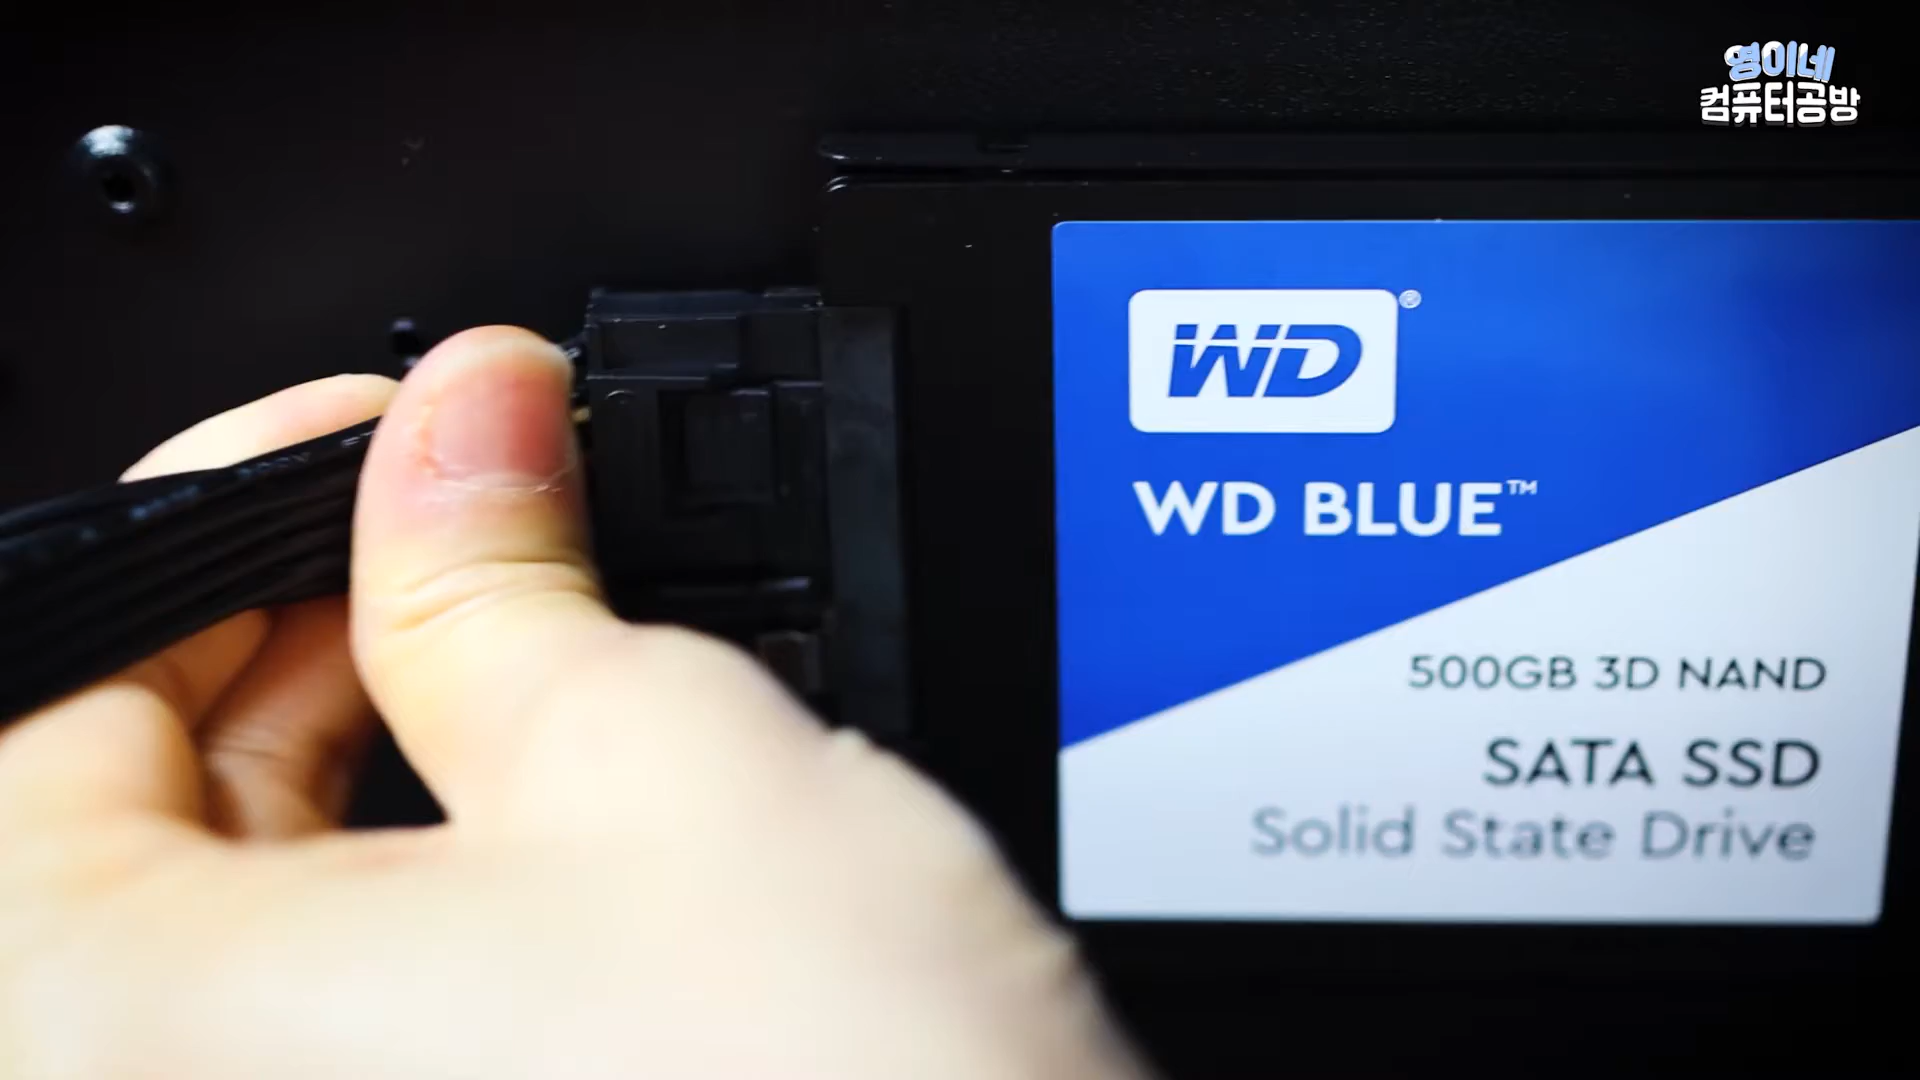 영이네
컴퓨터공방
WD®
WD BLUE™
500GB 3D NAND
SATA SSD
Solid State Drive